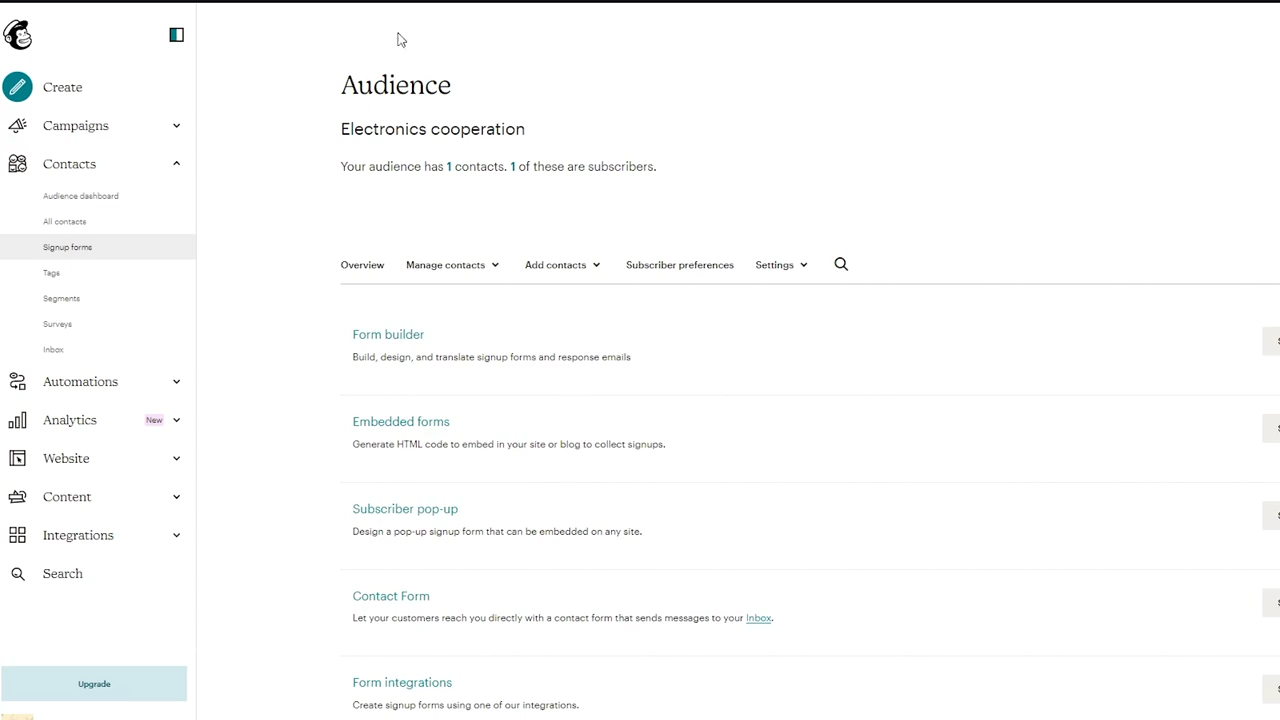 Create
Campaigns
Contacts
Audience dashboard
All contacts
Signup forms
Tags
Segments
Surveys
Inbox
Automations
Analytics New
Website
Content
Integrations
Search
Upgrade
Audience
Electronics cooperation
Your audience has 1 contacts. 1 of these are subscribers.
Overview Manage contacts Add contacts Subscriber preferences Settings
Form builder
Build, design, and translate signup forms and response emails
Embedded forms
Generate HTML code to embed in your site or blog to collect signups.
Subscriber pop-up
Design a pop-up signup form that can be embedded on any site.
Contact Form
Let your customers reach you directly with a contact form that sends messages to your Inbox.
Form integrations
Create signup forms using one of our integrations.